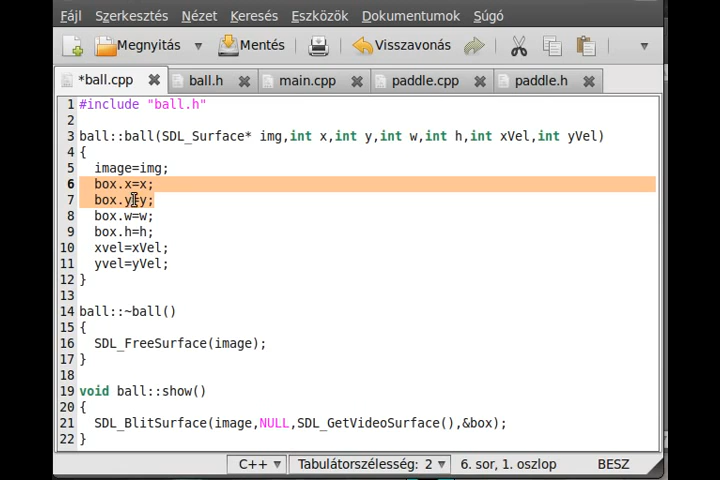 Fájl Szerkesztés Nézet Keresés Eszközök Dokumentumok Súgó
Megnyitás Mentés Visszavonás
*ball.cpp ball.h main.cpp paddle.cpp paddle.h
1 #include "ball.h"
2
3 ball::ball(SDL_Surface* img,int x,int y,int w,int h,int xVel,int yVel)
4 {
5 image=img;
6 box.x=x;
7 box.y=y;
8 box.w=w;
9 box.h=h;
10 xvel=xVel;
11 yvel=yVel;
12 }
13
14 ball::~ball()
15 {
16 SDL_FreeSurface(image);
17 }
18
19 void ball::show()
20 {
21 SDL_BlitSurface(image,NULL,SDL_GetVideoSurface(),&box);
22 }
C++ Tabulátorszélesség: 2 6. sor, 1. oszlop BESZ